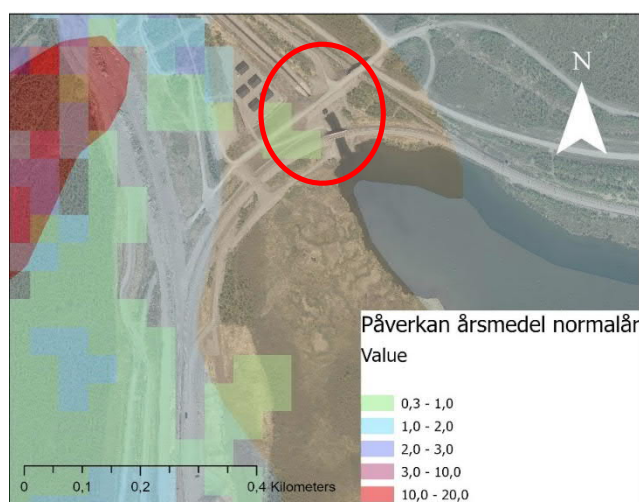 N
Påverkan årsmedel normalår
Value
0,3 - 1,0
1,0 - 2,0
2,0 - 3,0
3,0 - 10,0
10,0 - 20,0
0 0,1 0,2 0,4 Kilometers